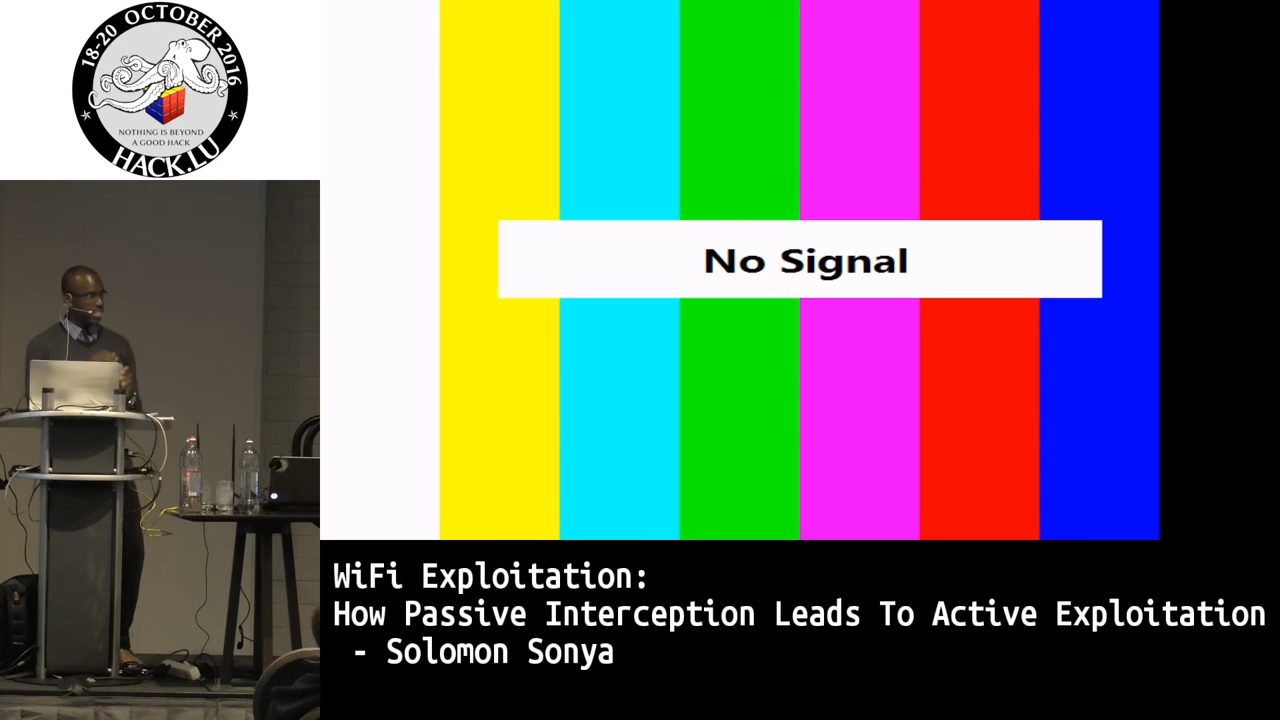 18-20 OCTOBER 2016
NOTHING IS BEYOND
A GOOD HACK
HACK.LU
No Signal
WiFi Exploitation:
How Passive Interception Leads To Active Exploitation
- Solomon Sonya